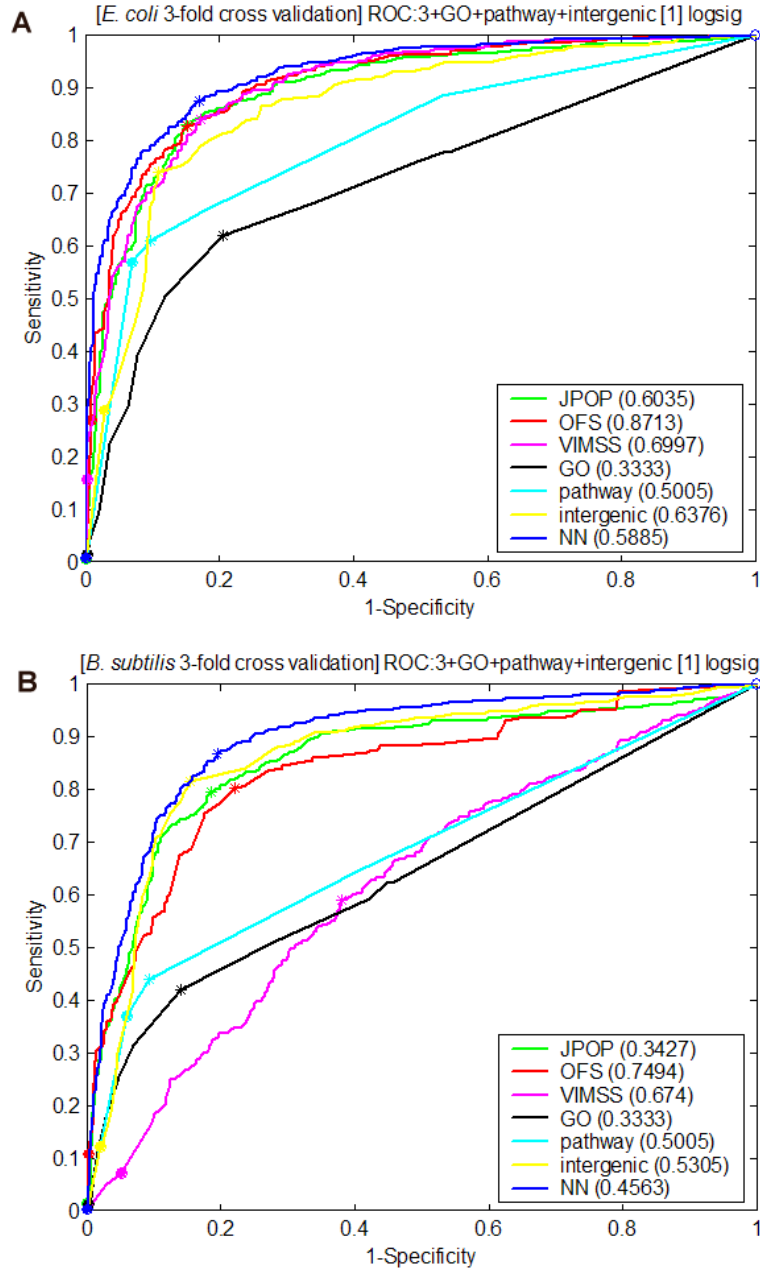 A
[E. coli 3-fold cross validation] ROC:3+GO+pathway+intergenic [1] logsig
1
0.9
0.8
0.7
0.6
0.5
0.4
0.3
0.2
0.1
0
Sensitivity
JPOP (0.6035)
OFS (0.8713)
VIMSS (0.6997)
GO (0.3333)
pathway (0.5005)
intergenic (0.6376)
NN (0.5885)
0 0.2 0.4 0.6 0.8 1
1-Specificity
B
[B. subtilis 3-fold cross validation] ROC:3+GO+pathway+intergenic [1] logsig
1
0.9
0.8
0.7
0.6
0.5
0.4
0.3
0.2
0.1
0
Sensitivity
JPOP (0.3427)
OFS (0.7494)
VIMSS (0.674)
GO (0.3333)
pathway (0.5005)
intergenic (0.5305)
NN (0.4563)
0 0.2 0.4 0.6 0.8 1
1-Specificity